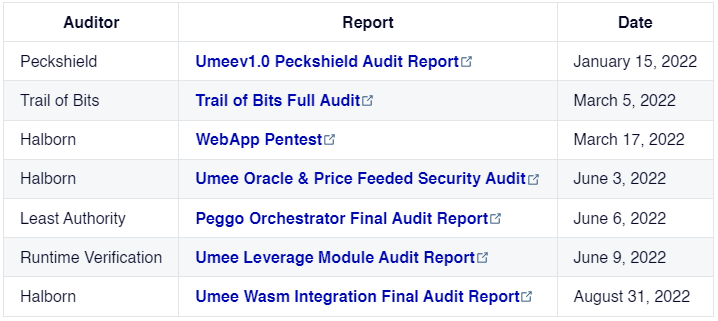 Auditor Report Date
Peckshield Umeev1.0 Peckshield Audit Report January 15, 2022
Trail of Bits Trail of Bits Full Audit March 5, 2022
Halborn WebApp Pentest March 17, 2022
Halborn Umee Oracle & Price Feeded Security Audit June 3, 2022
Least Authority Peggo Orchestrator Final Audit Report June 6, 2022
Runtime Verification Umee Leverage Module Audit Report June 9, 2022
Halborn Umee Wasm Integration Final Audit Report August 31, 2022